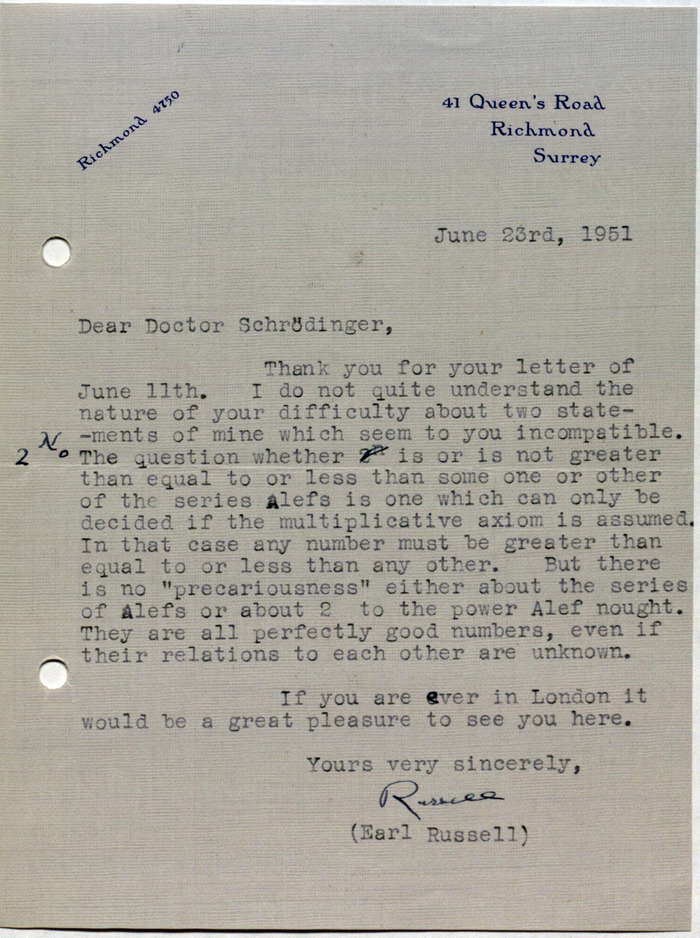 Richmond 4750
41 Queen's Road
Richmond
Surrey
June 23rd, 1951
Dear Doctor Schrödinger,
Thank you for your letter of
June 11th. I do not quite understand the
nature of your difficulty about two state-
-ments of mine which seem to you incompatible.
2 ℵ₀
The question whether is or is not greater
than equal to or less than some one or other
of the series Alefs is one which can only be
decided if the multiplicative axiom is assumed.
In that case any number must be greater than
equal to or less than any other. But there
is no "precariousness" either about the series
of Alefs or about 2 to the power Alef nought.
They are all perfectly good numbers, even if
their relations to each other are unknown.
If you are ever in London it
would be a great pleasure to see you here.
Yours very sincerely,
Russell
(Earl Russell)